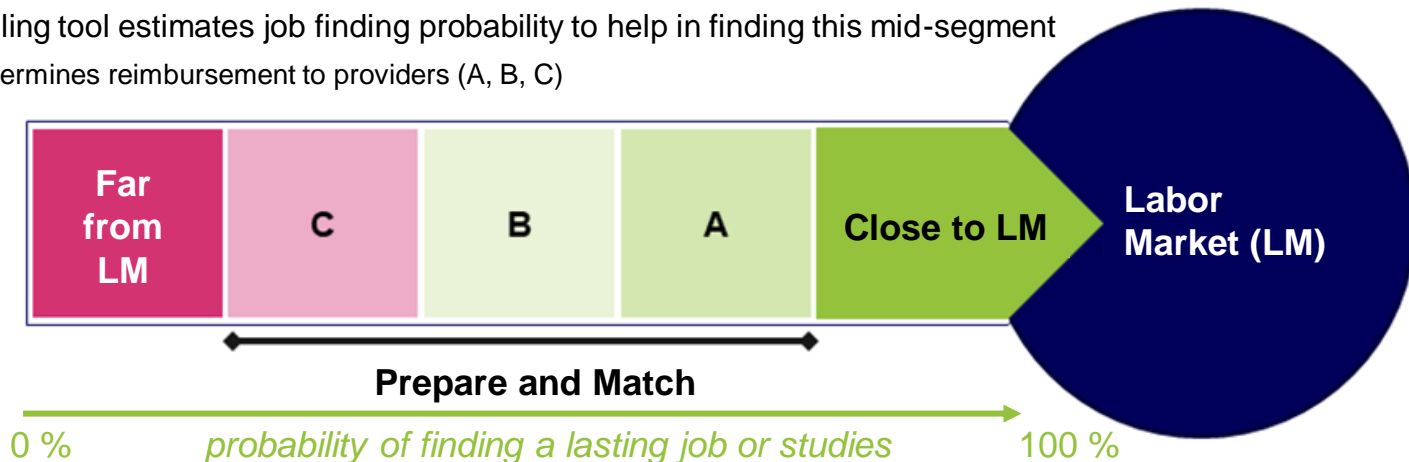 ling tool estimates job finding probability to help in finding this mid-segment
ermines reimbursement to providers (A, B, C)
Far
from
LM
C
B
A
Close to LM
Labor
Market (LM)
Prepare and Match
0 %
probability of finding a lasting job or studies
100 %